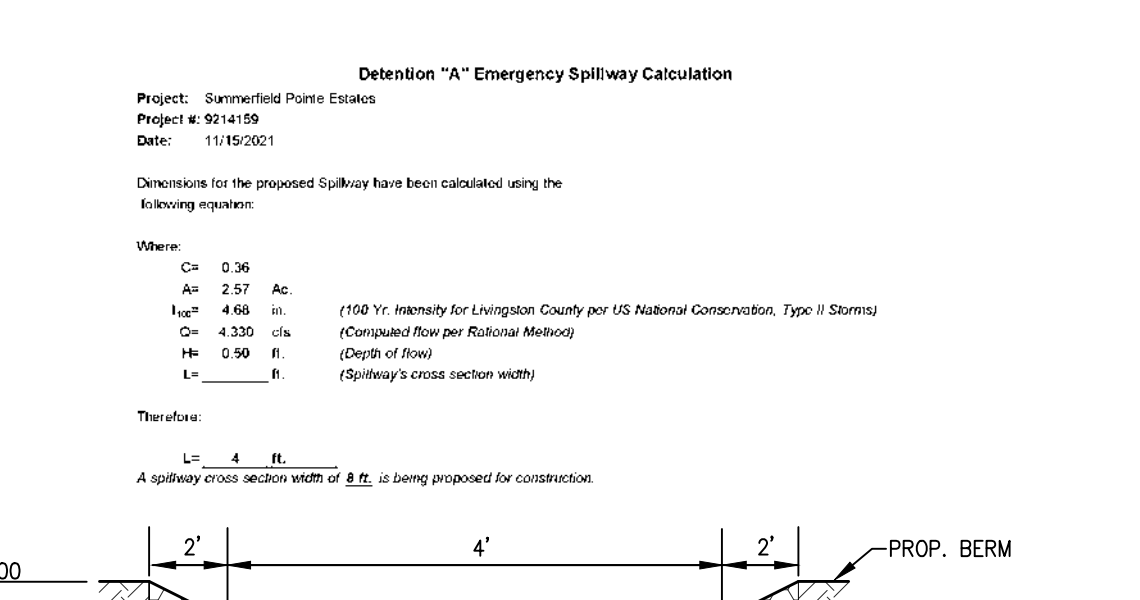 Detention "A" Emergency Spillway Calculation
Project: Summerfield Pointe Estates
Project #: 9214159
Date: 11/15/2021
Dimensions for the proposed Spillway have been calculated using the
following equation:
Where:
C= 0.36
A= 2.57 Ac.
I100= 4.68 in. (100 Yr. Intensity for Livingston County per US National Conservation, Type II Storms)
Q= 4.330 cfs (Computed flow per Rational Method)
H= 0.50 ft. (Depth of flow)
L= ft. (Spillway's cross section width)
Therefore:
L= 4 ft.
A spillway cross section width of 8 ft. is being proposed for construction.
2' 4' 2'
PROP. BERM
00